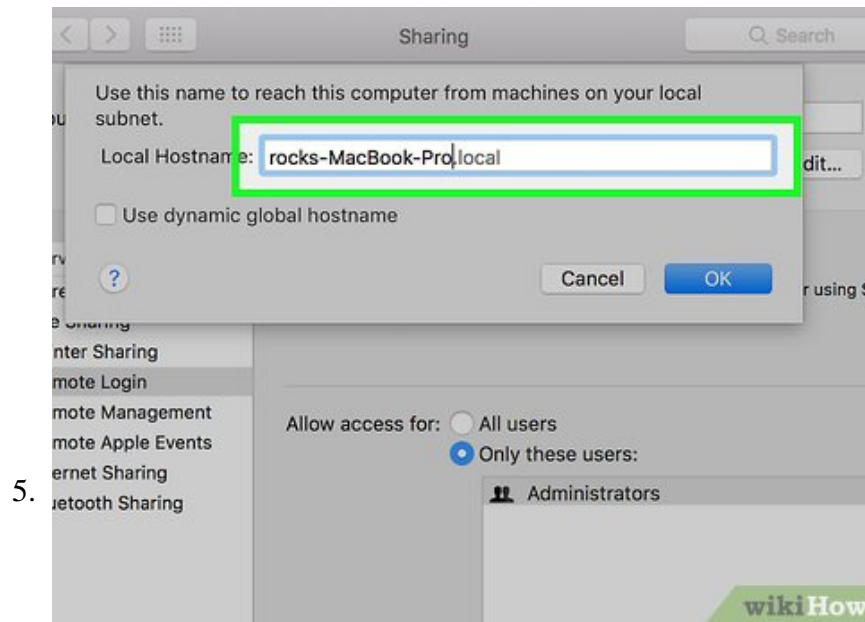 Sharing
Search
Use this name to reach this computer from machines on your local
subnet.
Local Hostname: rocks-MacBook-Pro.local
dit...
Use dynamic global hostname
?
Cancel
OK
r using S
e Sharing
nter Sharing
mote Login
mote Management
mote Apple Events
ernet Sharing
uetooth Sharing
Allow access for:
All users
Only these users:
Administrators
5.
wikiHow